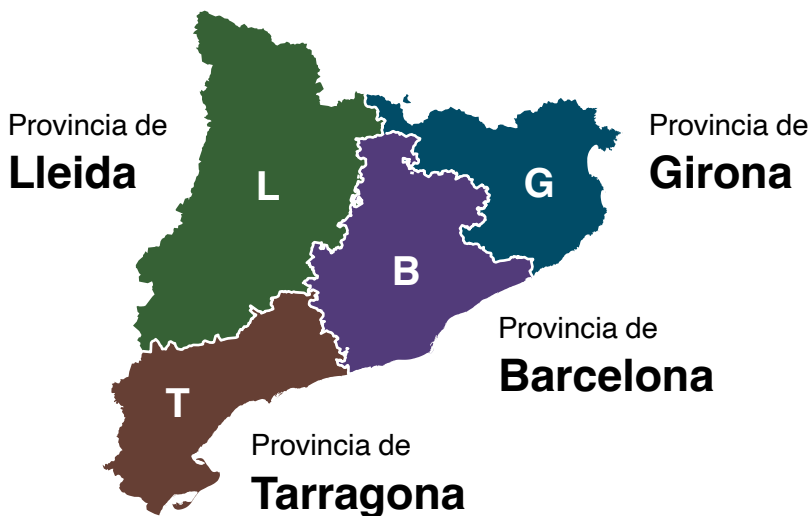 Provincia de
Lleida
L
G
Provincia de
Girona
B
Provincia de
Barcelona
T
Provincia de
Tarragona